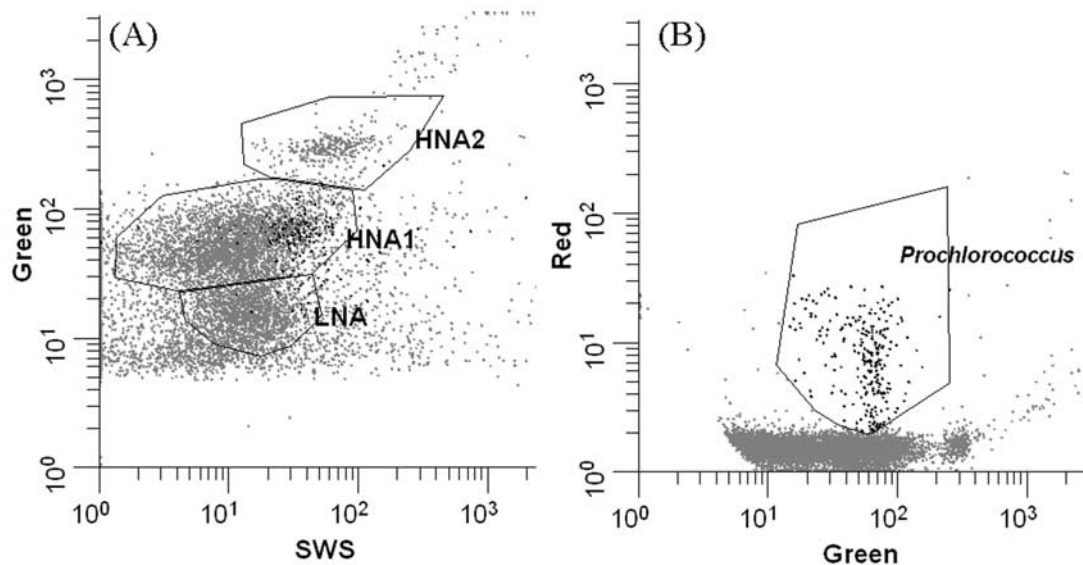 (A)
Green
10³
10²
10¹
10⁰
HNA2
HNA1
LNA
10⁰ 10¹ 10² 10³
SWS
(B)
Red
10³
10²
10¹
10⁰
Prochlorococcus
10⁰ 10¹ 10² 10³
Green